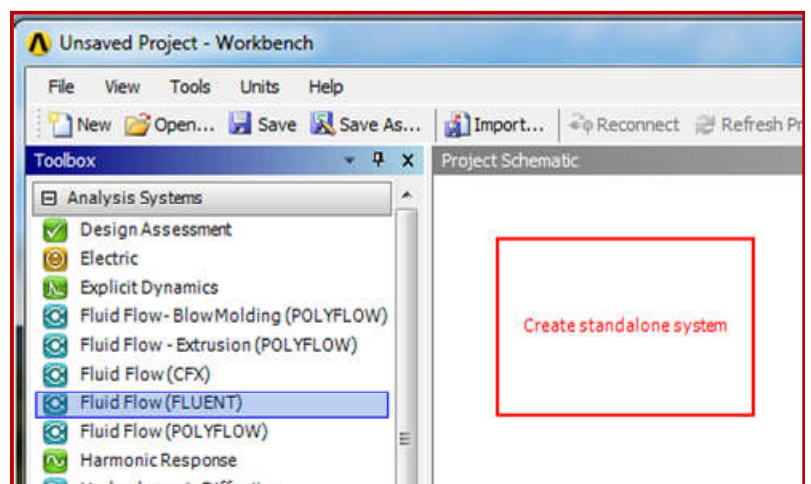 Unsaved Project - Workbench
File View Tools Units Help
New Open... Save Save As... Import... Reconnect Refresh Pr
Toolbox X Project Schematic
Analysis Systems
Design Assessment
Electric
Explicit Dynamics
Fluid Flow- BlowMolding (POLYFLOW)
Fluid Flow - Extrusion (POLYFLOW)
Create standalone system
Fluid Flow (CFX)
Fluid Flow (FLUENT)
Fluid Flow (POLYFLOW)
Harmonic Response